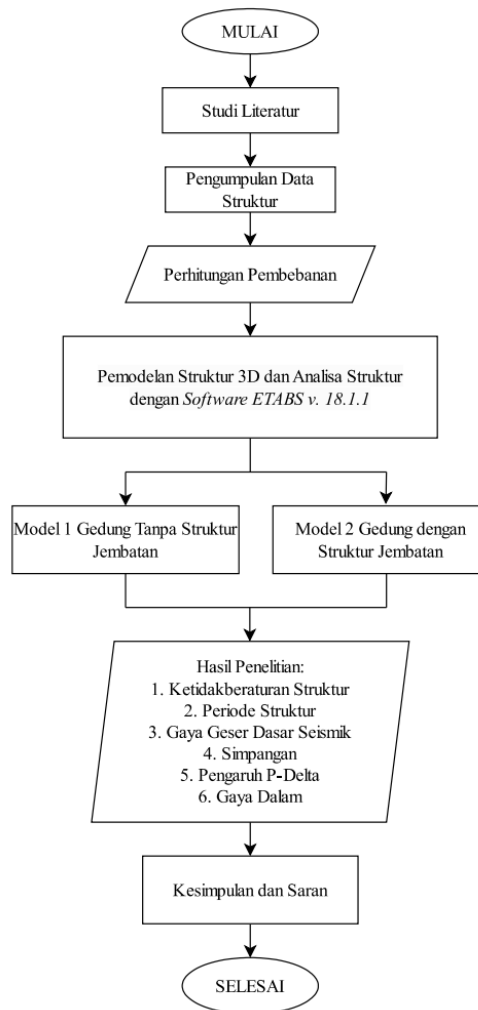 MULAI
Studi Literatur
Pengumpulan Data
Struktur
Perhitungan Pembebanan
Pemodelan Struktur 3D dan Analisa Struktur
dengan Software ETABS v. 18.1.1
Model 1 Gedung Tanpa Struktur
Jembatan
Model 2 Gedung dengan
Struktur Jembatan
Hasil Penelitian:
1. Ketidakberaturan Struktur
2. Periode Struktur
3. Gaya Geser Dasar Seismik
4. Simpangan
5. Pengaruh P-Delta
6. Gaya Dalam
Kesimpulan dan Saran
SELESAI